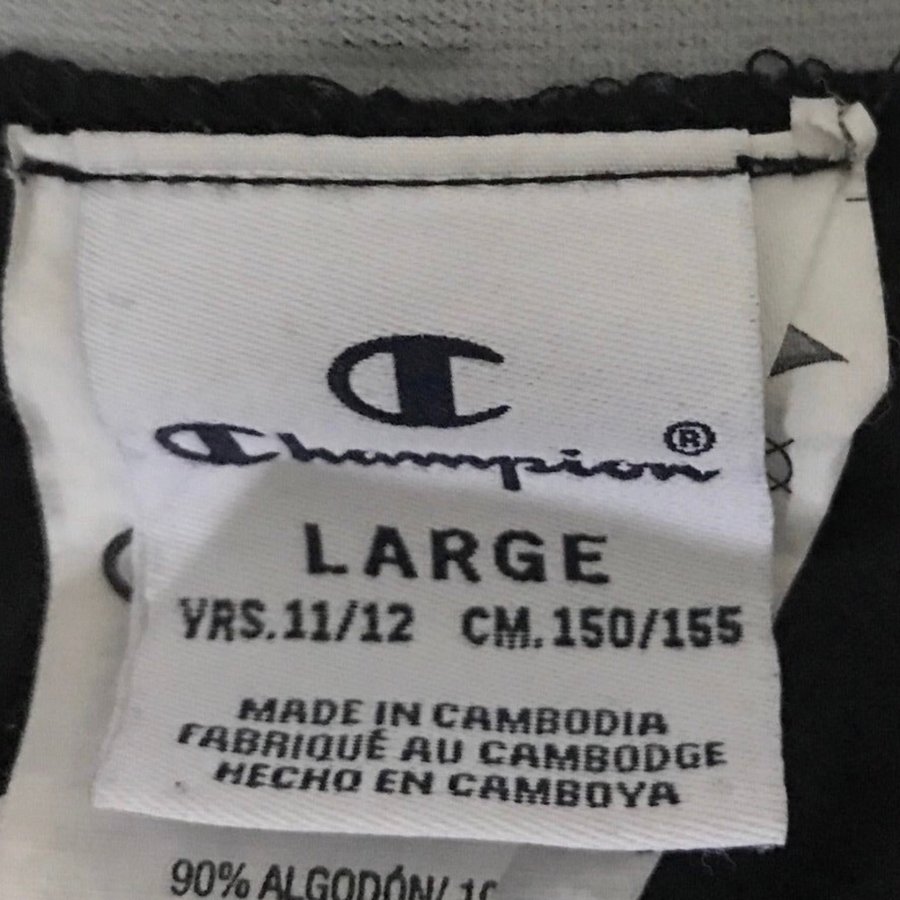 Champion®
LARGE
YRS.11/12 CM.150/155
MADE IN CAMBODIA
FABRIQUÉ AU CAMBODGE
HECHO EN CAMBOYA
90% ALGODÓN/